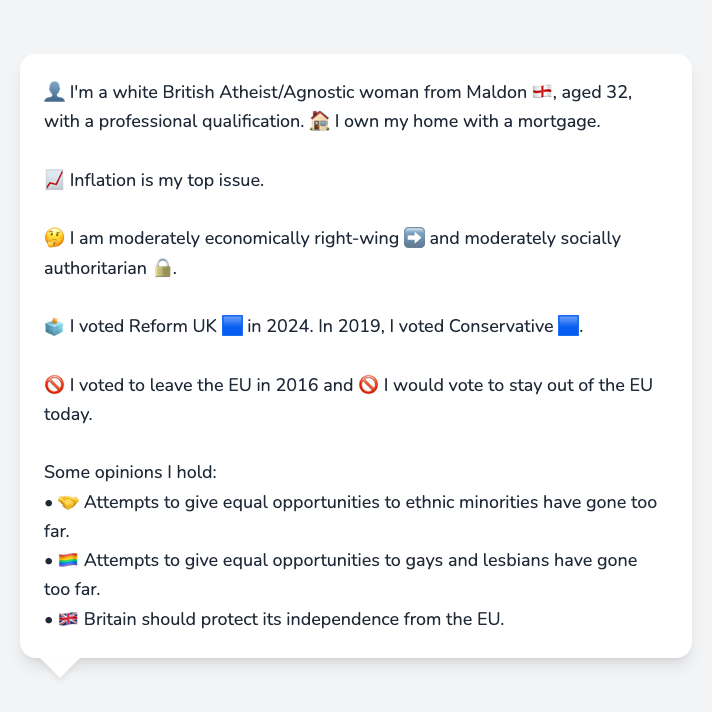 👤 I'm a white British Atheist/Agnostic woman from Maldon 🏴󠁧󠁢󠁥󠁮󠁧󠁿, aged 32,
with a professional qualification. 🏠 I own my home with a mortgage.
📈 Inflation is my top issue.
🤔 I am moderately economically right-wing ➡️ and moderately socially
authoritarian 🔒.
🗳️ I voted Reform UK 🟦 in 2024. In 2019, I voted Conservative 🟦.
🚫 I voted to leave the EU in 2016 and 🚫 I would vote to stay out of the EU
today.
Some opinions I hold:
• 🤝 Attempts to give equal opportunities to ethnic minorities have gone too
far.
• 🏳️‍🌈 Attempts to give equal opportunities to gays and lesbians have gone
too far.
• 🇬🇧 Britain should protect its independence from the EU.